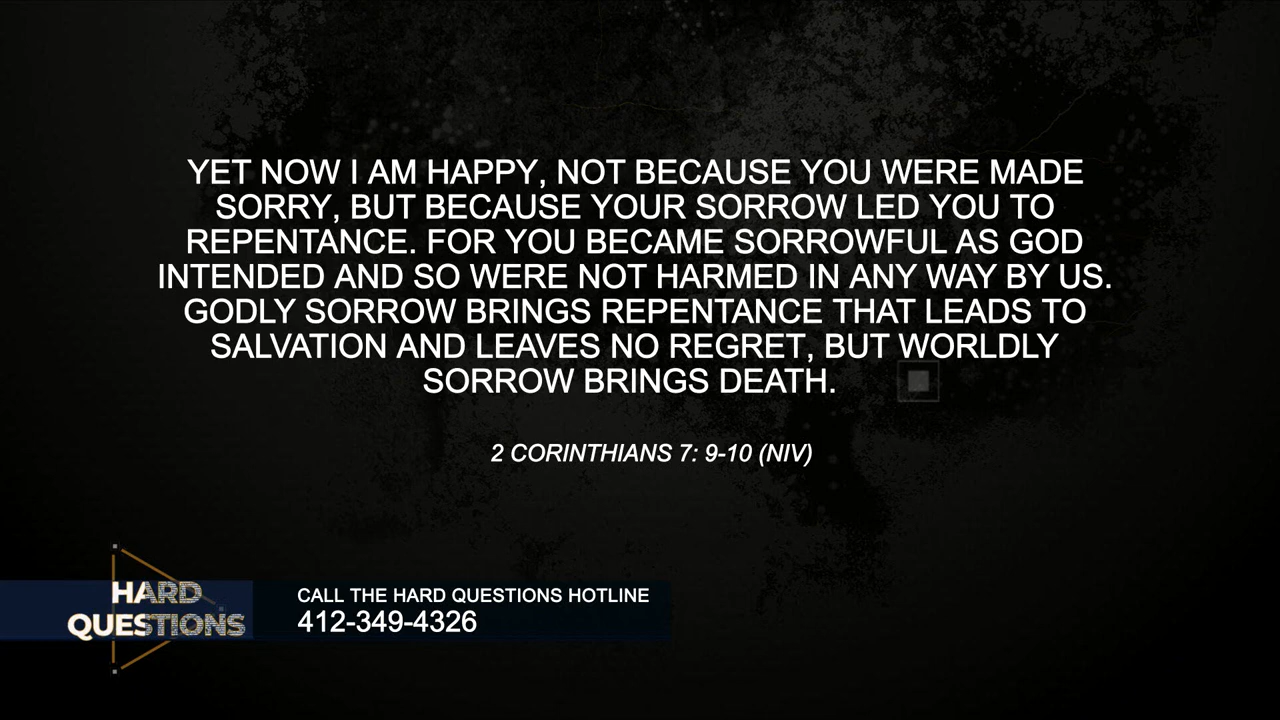 YET NOW I AM HAPPY, NOT BECAUSE YOU WERE MADE
SORRY, BUT BECAUSE YOUR SORROW LED YOU TO
REPENTANCE. FOR YOU BECAME SORROWFUL AS GOD
INTENDED AND SO WERE NOT HARMED IN ANY WAY BY US.
GODLY SORROW BRINGS REPENTANCE THAT LEADS TO
SALVATION AND LEAVES NO REGRET, BUT WORLDLY
SORROW BRINGS DEATH.
2 CORINTHIANS 7: 9-10 (NIV)
HARD
QUESTIONS
CALL THE HARD QUESTIONS HOTLINE
412-349-4326